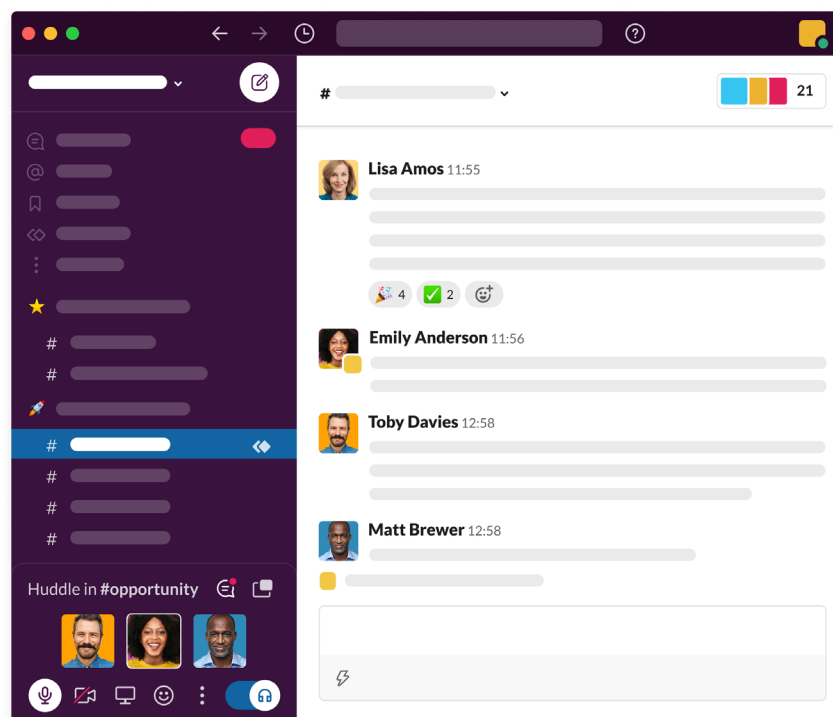 #
21
Lisa Amos 11:55
4 2
Emily Anderson 11:56
Toby Davies 12:58
Matt Brewer 12:58
@
#
#
#
#
#
#
Huddle in #opportunity